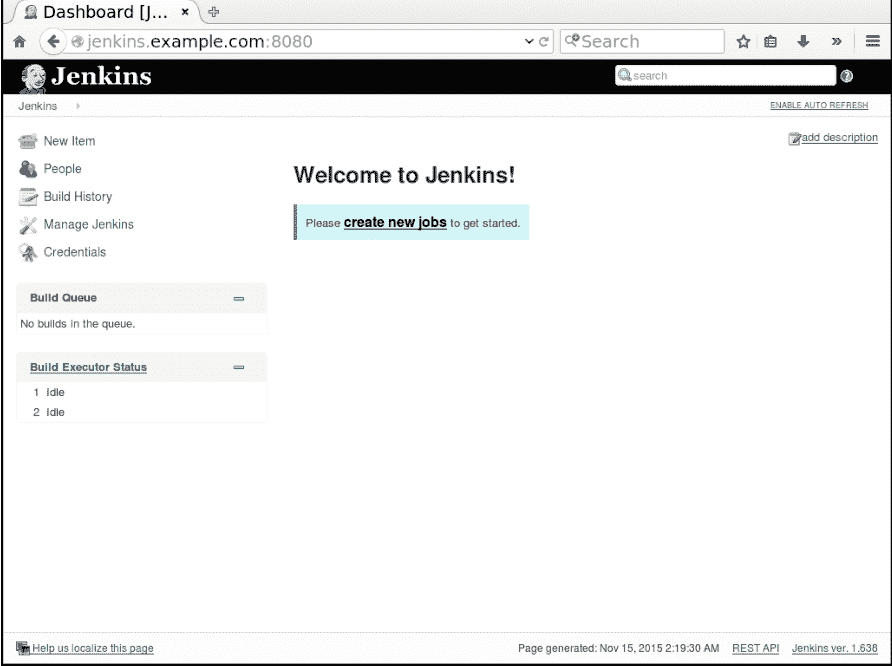 Dashboard [J...
jenkins.example.com:8080
Search
Jenkins
search
Jenkins
ENABLE AUTO REFRESH
New Item
People
Build History
Manage Jenkins
Credentials
add description
Welcome to Jenkins!
Please create new jobs to get started.
Build Queue
No builds in the queue.
Build Executor Status
1 Idle
2 Idle
Help us localize this page
Page generated: Nov 15, 2015 2:19:30 AM REST API Jenkins ver. 1.638